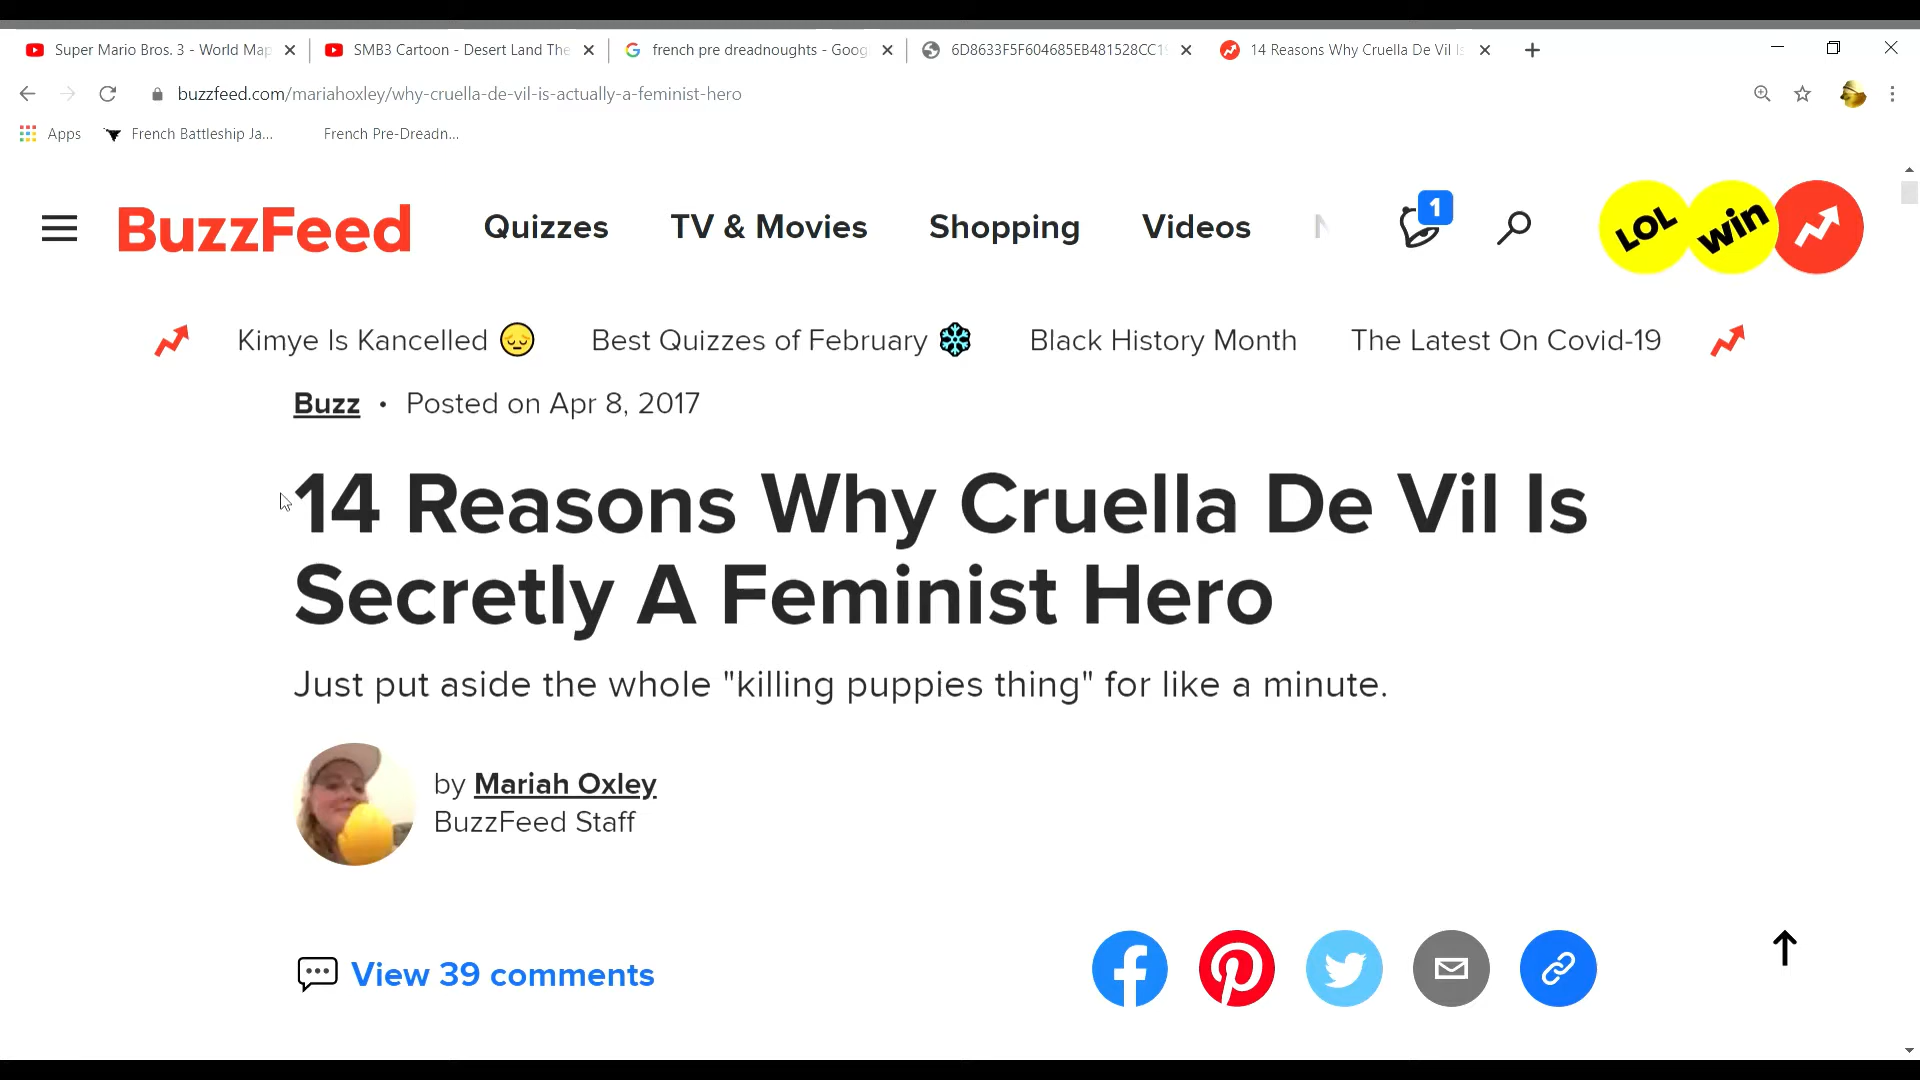 Super Mario Bros. 3 - World Map
SMB3 Cartoon - Desert Land The
french pre dreadnoughts - Goog
6D8633F5F604685EB481528CC1
14 Reasons Why Cruella De Vil Is
buzzfeed.com/mariahoxley/why-cruella-de-vil-is-actually-a-feminist-hero
Apps
French Battleship Ja...
French Pre-Dreadn...
BuzzFeed
Quizzes
TV & Movies
Shopping
Videos
1
LOL
win
Kimye Is Kancelled
Best Quizzes of February
Black History Month
The Latest On Covid-19
Buzz • Posted on Apr 8, 2017
14 Reasons Why Cruella De Vil Is
Secretly A Feminist Hero
Just put aside the whole "killing puppies thing" for like a minute.
by Mariah Oxley
BuzzFeed Staff
View 39 comments